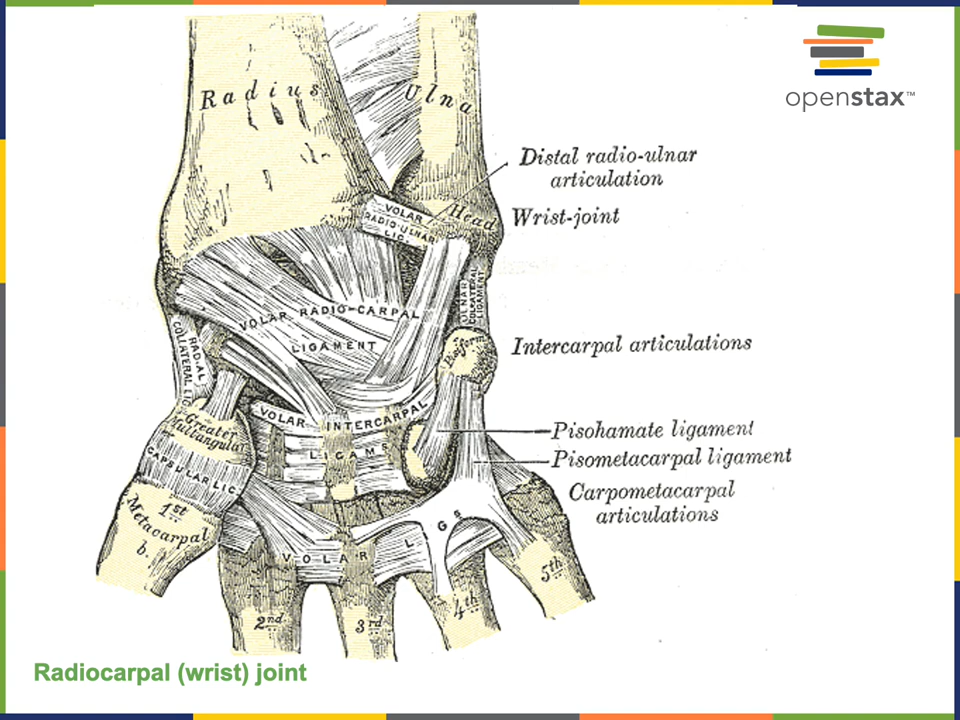 openstax™
Radius
Ulna
Distal radio-ulnar
articulation
VOLAR
RADIO-ULNAR
LIG.
Head
Wrist-joint
ULNAR
COLLATERAL
LIGAMENT
VOLAR RADIO-CARPAL
LIGAMENT
RADIAL
COLLATERAL LIG.
Intercarpal articulations
VOLAR INTERCARPAL
LIGAMS
Greater
Multangular
Pisohamate ligament
Pisometacarpal ligament
CAPSULAR LIG.
Carpometacarpal
articulations
1st
Metacarpal
b.
VOLAR L GS
2nd
3rd
4th
5th
Radiocarpal (wrist) joint